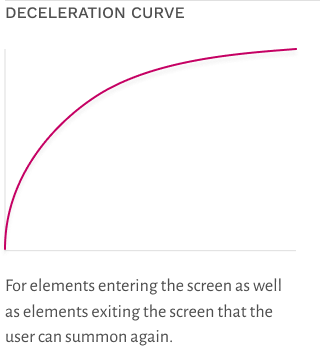 DECELERATION CURVE
For elements entering the screen as well
as elements exiting the screen that the
user can summon again.